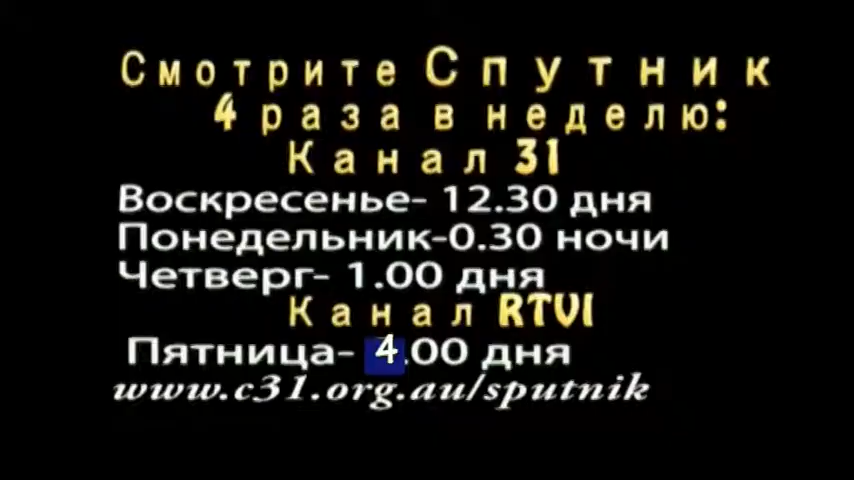 Смотрите Спутник
4 раза в неделю:
Канал 31
Воскресенье- 12.30 дня
Понедельник-0.30 ночи
Четверг- 1.00 дня
Канал RTVI
Пятница- 4.00 дня
www.c31.org.au/sputnik